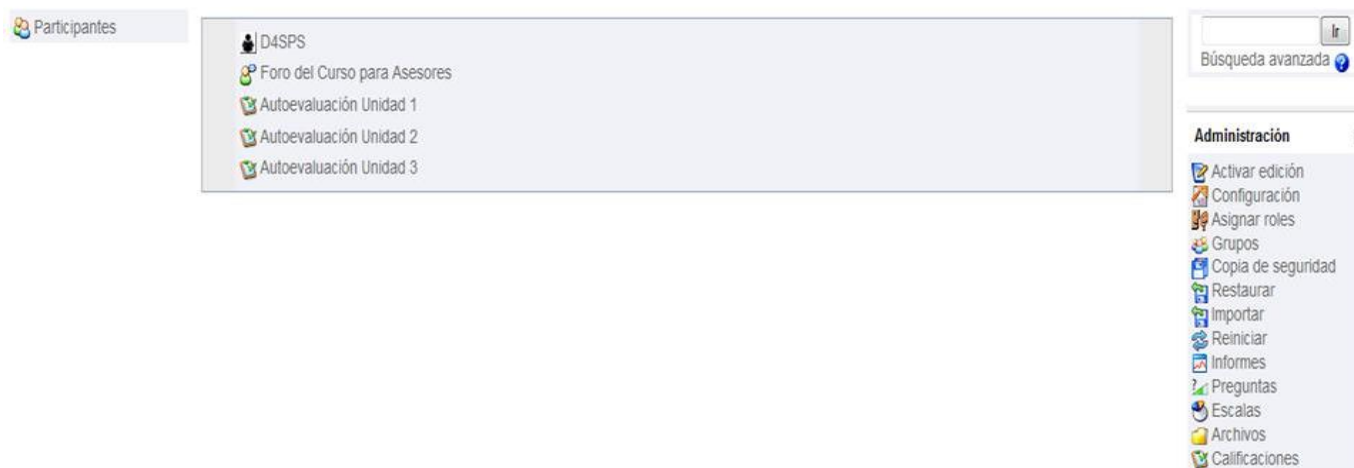 Participantes
D4SPS
Foro del Curso para Asesores
Autoevaluación Unidad 1
Autoevaluación Unidad 2
Autoevaluación Unidad 3
Ir
Búsqueda avanzada
Administración
Activar edición
Configuración
Asignar roles
Grupos
Copia de seguridad
Restaurar
Importar
Reiniciar
Informes
Preguntas
Escalas
Archivos
Calificaciones